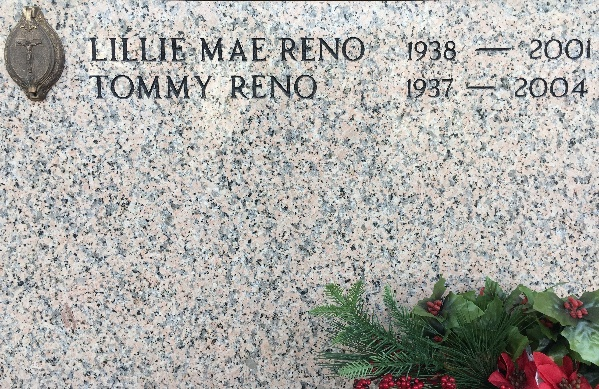 LILLIE MAE RENO 1938 — 2001
TOMMY RENO 1937 — 2004